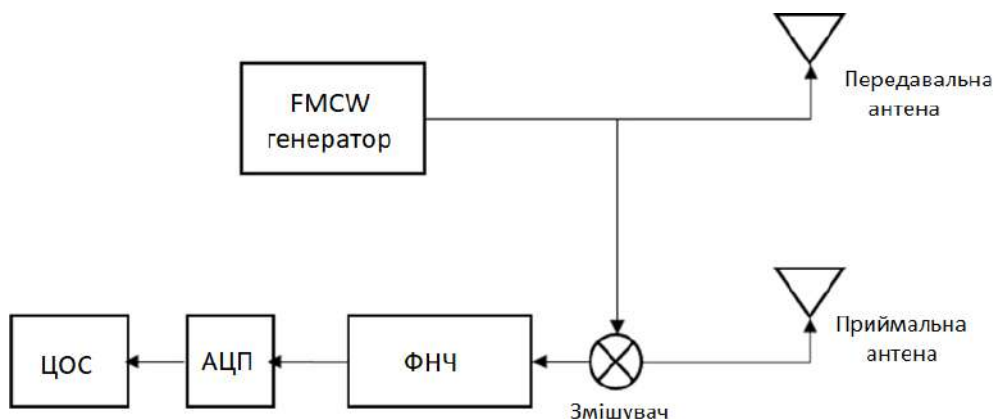 FMCW
генератор
Передавальна
антена
Приймальна
антена
ЦОС
АЦП
ФНЧ
Змішувач